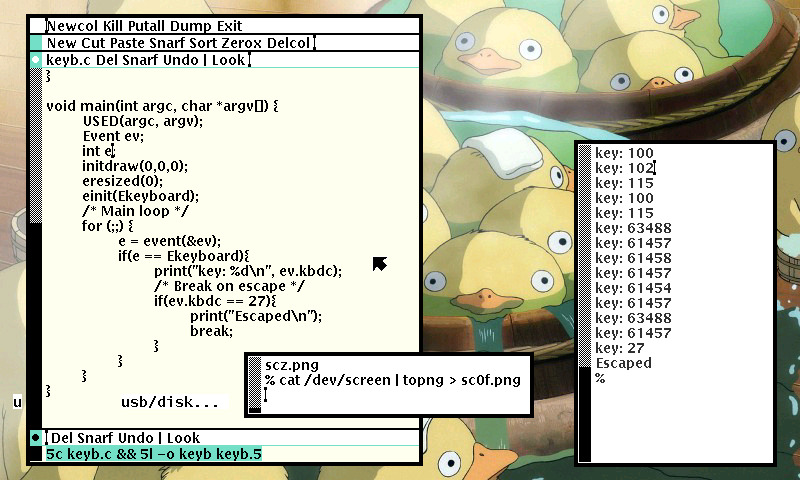 Newcol Kill Putall Dump Exit
New Cut Paste Snarf Sort Zerox Delcol
keyb.c Del Snarf Undo | Look
}
void main(int argc, char *argv[]) {
USED(argc, argv);
Event ev;
int e;
initdraw(0,0,0);
eresized(0);
einit(Ekeyboard);
/* Main loop */
for (;;) {
e = event(&ev);
if(e == Ekeyboard){
print("key: %d\n", ev.kbdc);
/* Break on escape */
if(ev.kbdc == 27){
print("Escaped\n");
break;
}
}
}
}
u
usb/disk...
Del Snarf Undo | Look
5c keyb.c && 5l -o keyb keyb.5
scz.png
% cat /dev/screen | topng > sc0f.png
key: 100
key: 102
key: 115
key: 100
key: 115
key: 63488
key: 61457
key: 61458
key: 61457
key: 61454
key: 61457
key: 63488
key: 61457
key: 27
Escaped
%